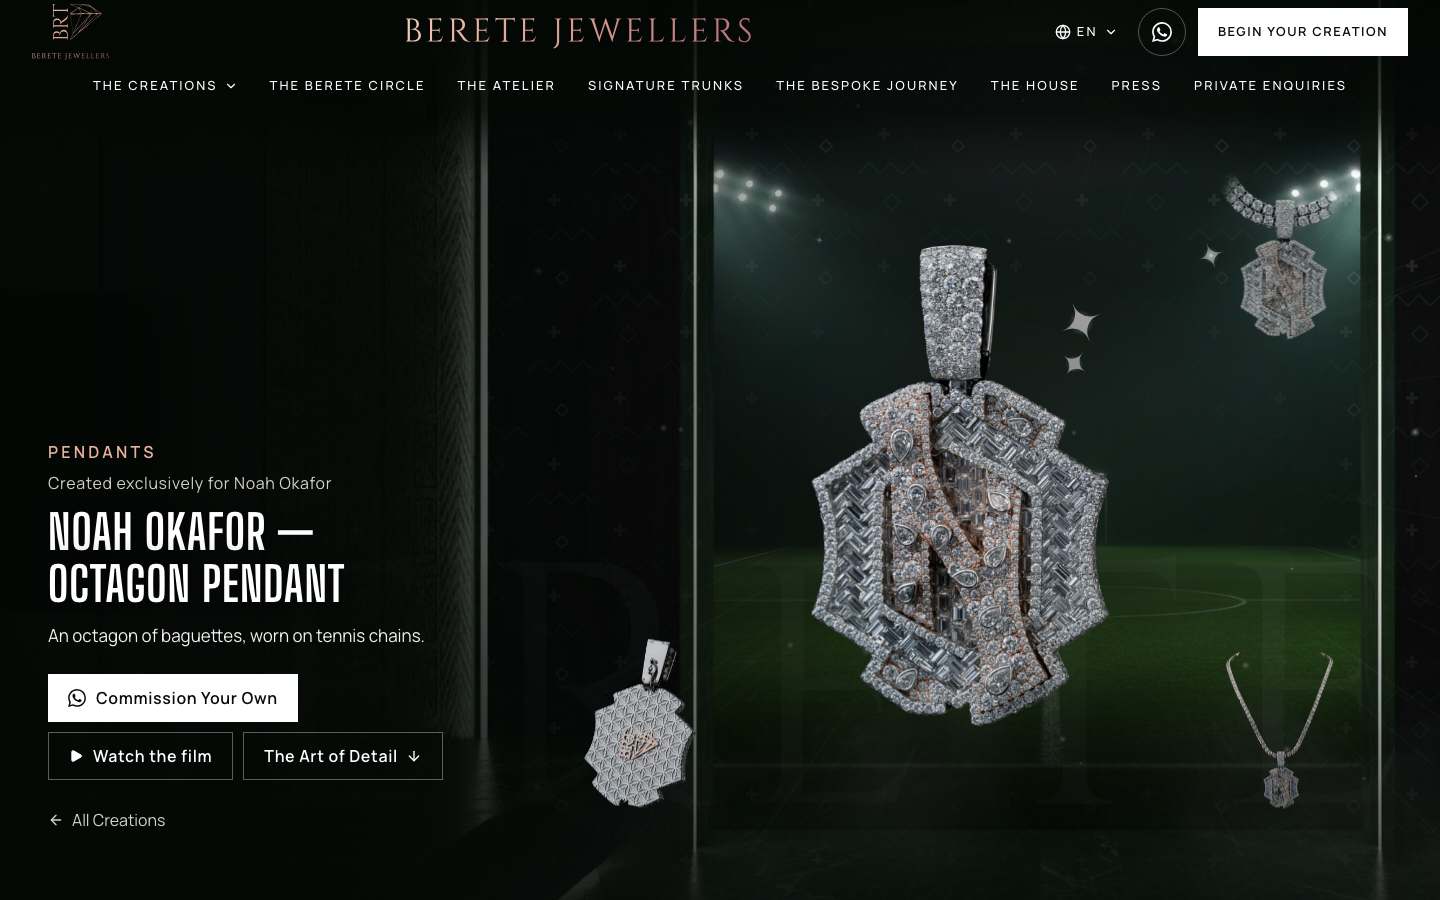 BRT
BERETE JEWELLERS
BERETE JEWELLERS
EN
BEGIN YOUR CREATION
THE CREATIONS
THE BERETE CIRCLE
THE ATELIER
SIGNATURE TRUNKS
THE BESPOKE JOURNEY
THE HOUSE
PRESS
PRIVATE ENQUIRIES
PENDANTS
Created exclusively for Noah Okafor
NOAH OKAFOR —
OCTAGON PENDANT
An octagon of baguettes, worn on tennis chains.
Commission Your Own
Watch the film
The Art of Detail ↓
← All Creations